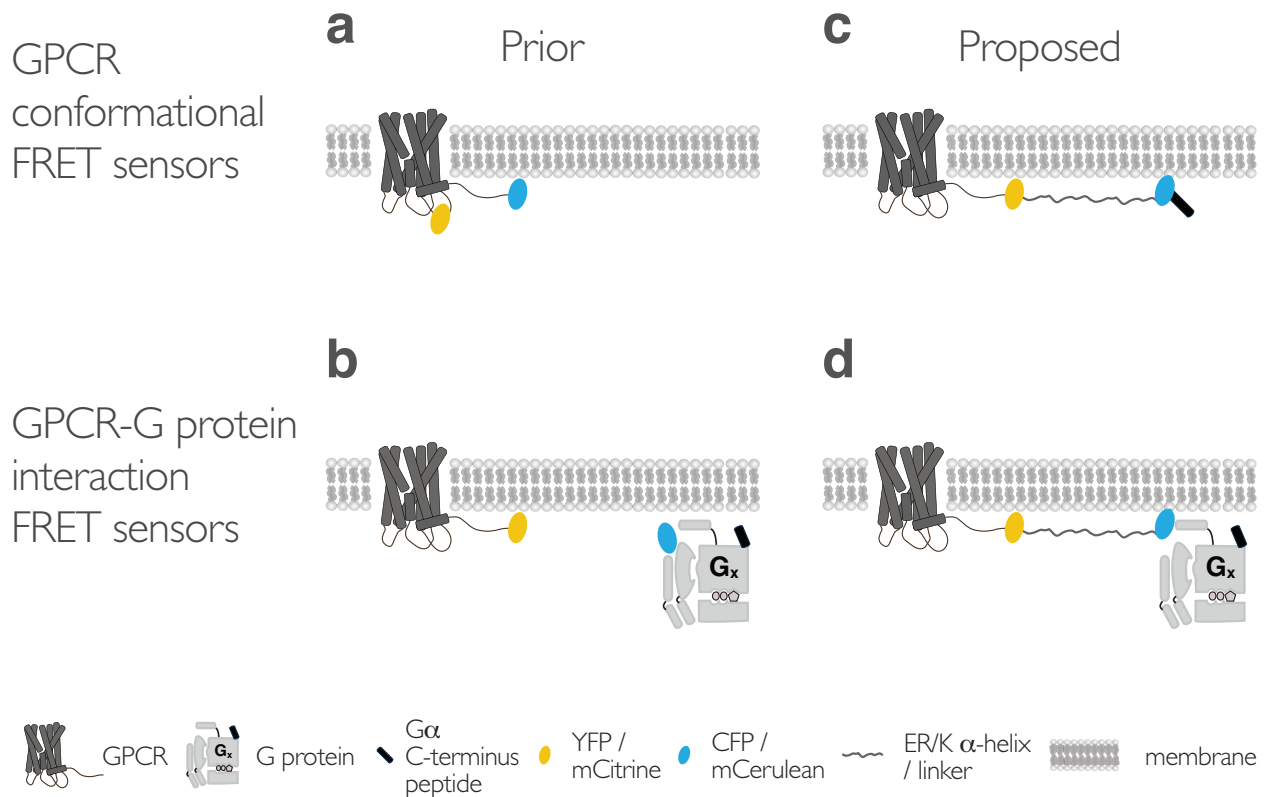 a
Prior
c
Proposed
GPCR
conformational
FRET sensors
b
d
GPCR-G protein
interaction
FRET sensors
Gx
Gx
GPCR
Gx
G protein
Gα
C-terminus
peptide
YFP /
mCitrine
CFP /
mCerulean
ER/K α-helix
/ linker
membrane